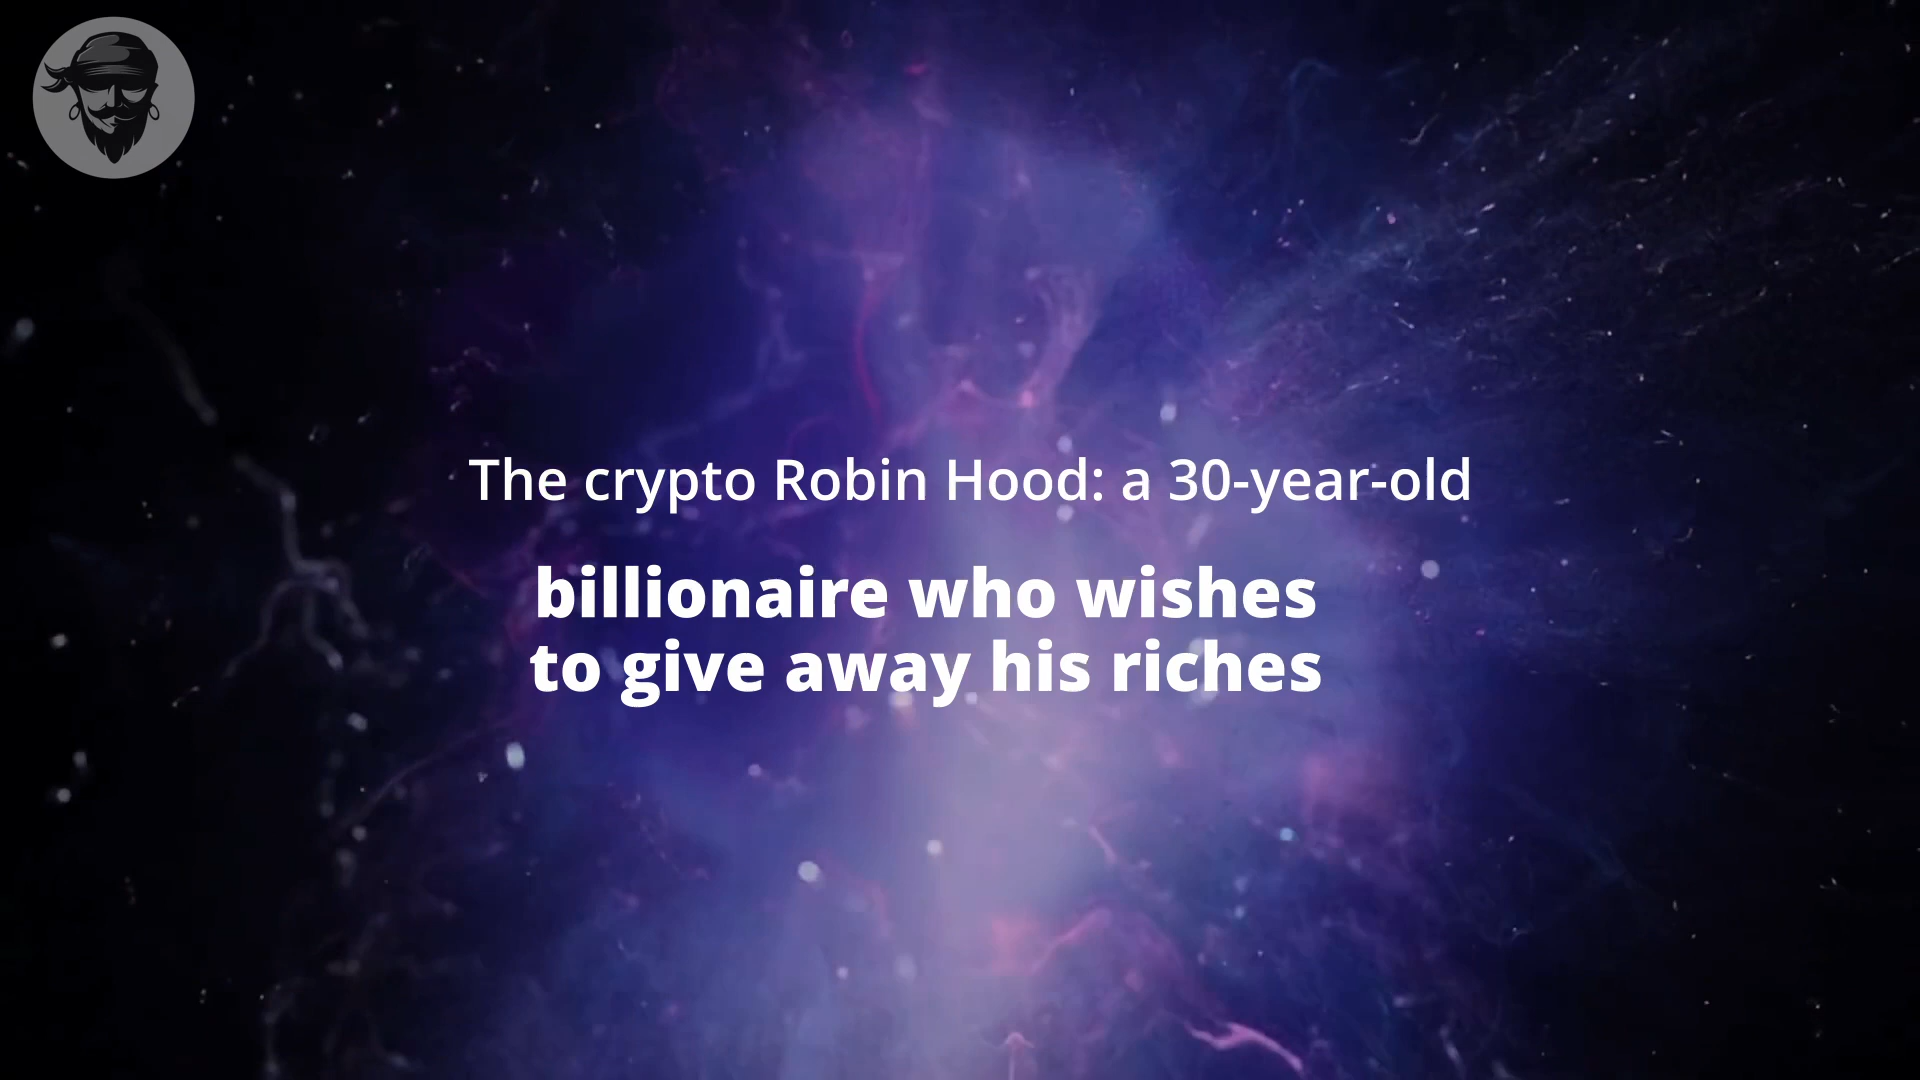 The crypto Robin Hood: a 30-year-old
billionaire who wishes
to give away his riches